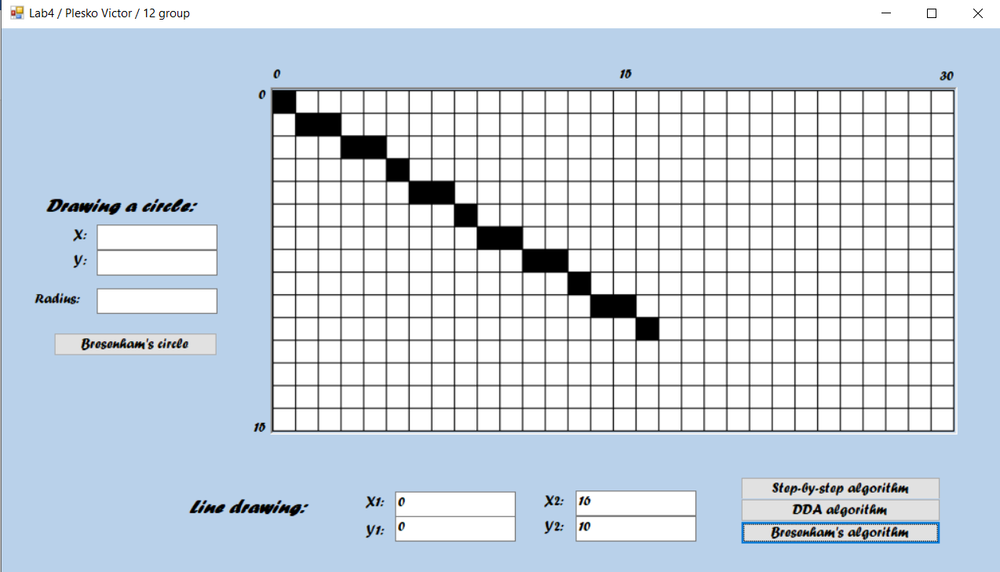 Lab4 / Plesko Victor / 12 group
0 15 30
0
Drawing a circle:
X:
Y:
Radius:
Bresenham's circle
15
Line drawing:
X1: 0
Y1: 0
X2: 16
Y2: 10
Step-by-step algorithm
DDA algorithm
Bresenham's algorithm